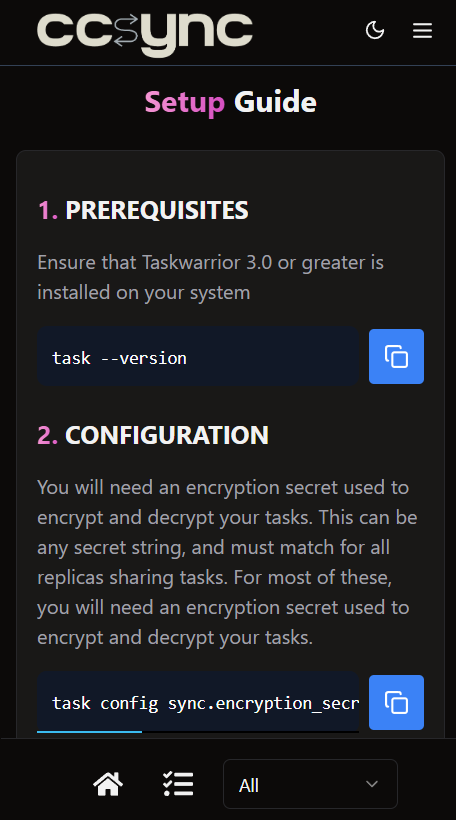 ccsync
Setup Guide
1. PREREQUISITES
Ensure that Taskwarrior 3.0 or greater is
installed on your system
task --version
2. CONFIGURATION
You will need an encryption secret used to
encrypt and decrypt your tasks. This can be
any secret string, and must match for all
replicas sharing tasks. For most of these,
you will need an encryption secret used to
encrypt and decrypt your tasks.
task config sync.encryption_secr
All